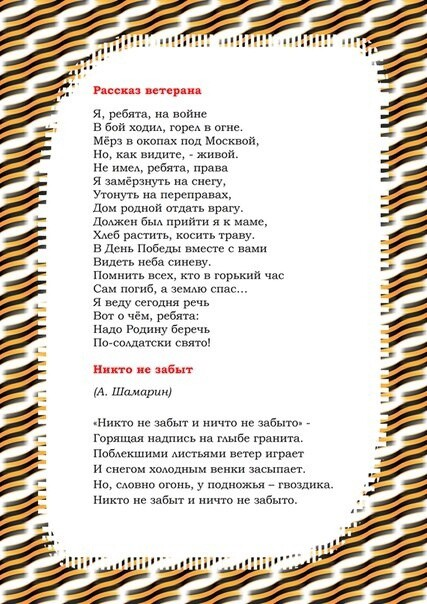 Рассказ ветерана
Я, ребята, на войне
В бой ходил, горел в огне.
Мёрз в окопах под Москвой,
Но, как видите, - живой.
Не имел, ребята, права
Я замёрзнуть на снегу,
Утонуть на переправах,
Дом родной отдать врагу.
Должен был прийти я к маме,
Хлеб растить, косить траву.
В День Победы вместе с вами
Видеть неба синеву.
Помнить всех, кто в горький час
Сам погиб, а землю спас...
Я веду сегодня речь
Вот о чём, ребята:
Надо Родину беречь
По-солдатски свято!
Никто не забыт
(А. Шамарин)
«Никто не забыт и ничто не забыто» -
Горящая надпись на глыбе гранита.
Поблекшими листьями ветер играет
И снегом холодным венки засыпает.
Но, словно огонь, у подножья – гвоздика.
Никто не забыт и ничто не забыто.